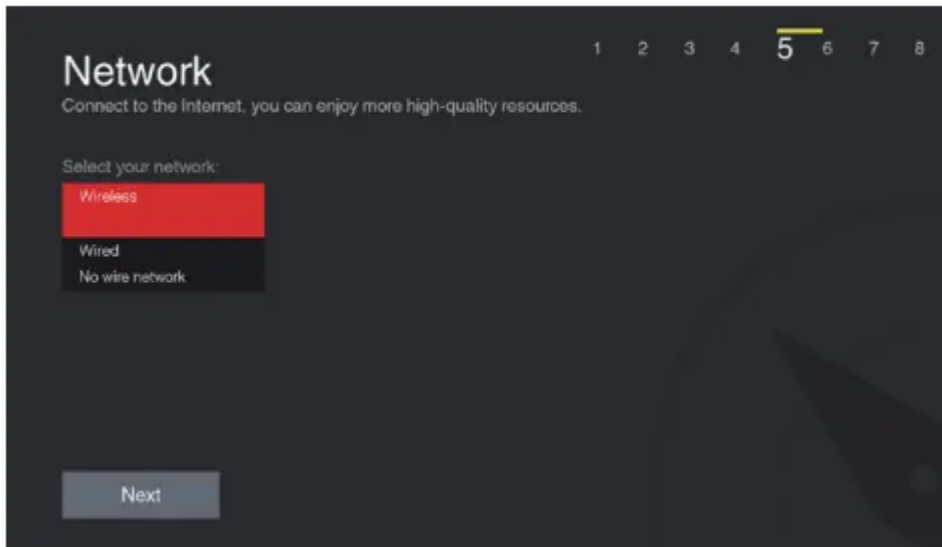 1 2 3 4 5 6 7 8
Network
Connect to the Internet, you can enjoy more high-quality resources.
Select your network:
Wireless
Wired
No wire network
Next